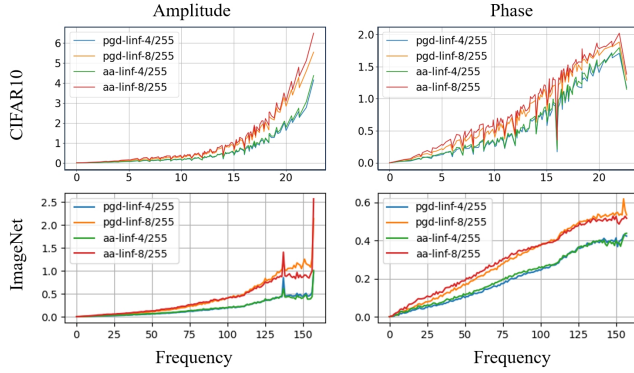 Amplitude
Phase
CIFAR10
pgd-linf-4/255
pgd-linf-8/255
aa-linf-4/255
aa-linf-8/255
6
5
4
3
2
1
0
0 5 10 15 20
pgd-linf-4/255
pgd-linf-8/255
aa-linf-4/255
aa-linf-8/255
2.0
1.5
1.0
0.5
0.0
0 5 10 15 20
ImageNet
pgd-linf-4/255
pgd-linf-8/255
aa-linf-4/255
aa-linf-8/255
2.5
2.0
1.5
1.0
0.5
0.0
0 25 50 75 100 125 150
Frequency
pgd-linf-4/255
pgd-linf-8/255
aa-linf-4/255
aa-linf-8/255
0.6
0.4
0.2
0.0
0 25 50 75 100 125 150
Frequency